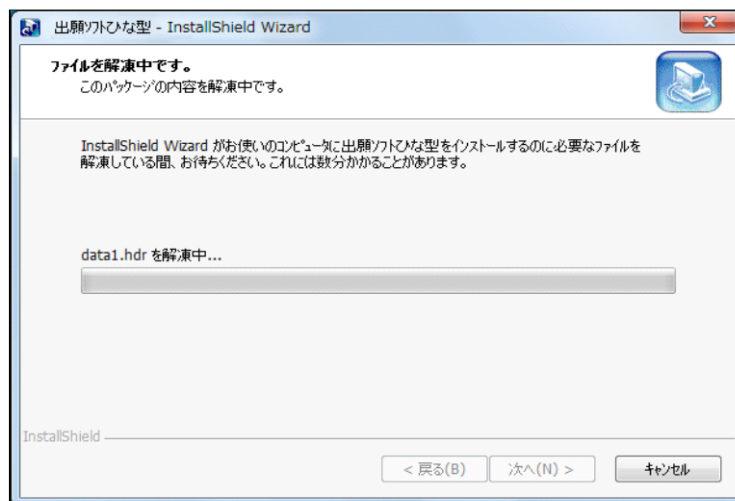 出願ソフトひな型 - InstallShield Wizard
ファイルを解凍中です。
このパッケージの内容を解凍中です。
InstallShield Wizard がお使いのコンピュータに出願ソフトひな型をインストールするのに必要なファイルを
解凍している間、お待ちください。これには数分かかることがあります。
data1.hdr を解凍中...
InstallShield
< 戻る(B)
次へ(N) >
キャンセル